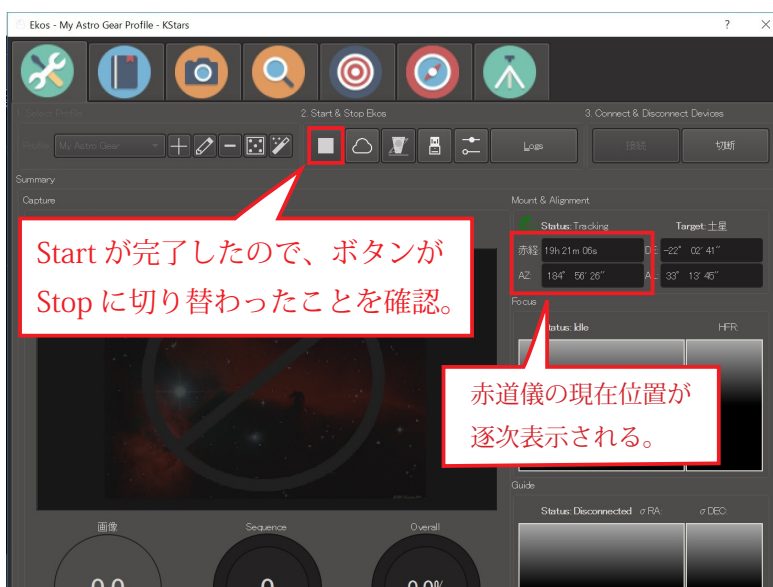 Ekos - My Astro Gear Profile - KStars
?
1. Select Profile
2. Start & Stop Ekos
3. Connect & Disconnect Devices
Profile: My Astro Gear
Logs
接続
切断
Summary
Capture
Mount & Alignment
Status: Tracking
Target: 土星
赤経: 19h 21m 06s
-22° 02' 41"
AZ: 184° 56' 26"
33° 13' 45"
Start が完了したので、ボタンが
Stop に切り替わったことを確認。
Focus
Status: Idle
HFR:
赤道儀の現在位置が
逐次表示される。
Guide
Status: Disconnected
σRA:
σDEC:
画像
Sequence
Overall